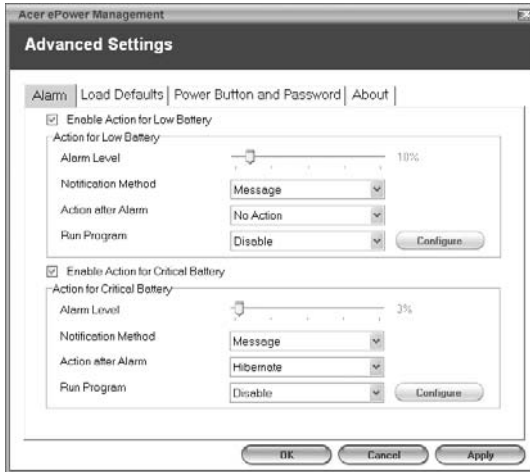 Acer ePower Management
Advanced Settings
Alarm Load Defaults Power Button and Password About
Enable Action for Low Battery
Action for Low Battery
Alarm Level 10%
Notification Method Message
Action after Alarm No Action
Run Program Disable Configure
Enable Action for Critical Battery
Action for Critical Battery
Alarm Level 3%
Notification Method Message
Action after Alarm Hibernate
Run Program Disable Configure
OK Cancel Apply